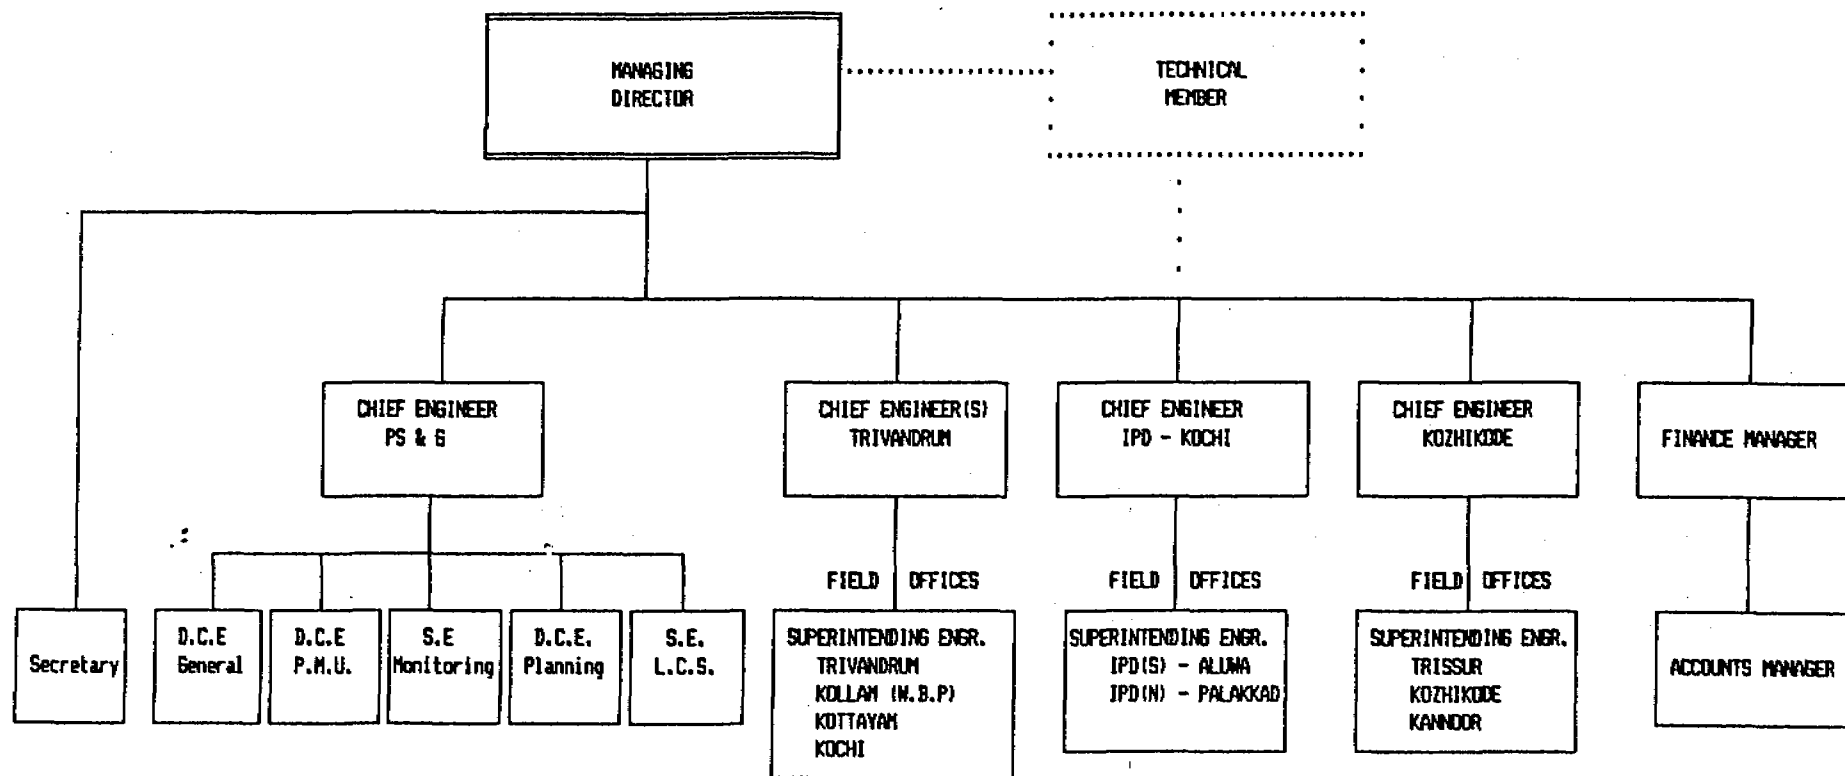 MANAGING
DIRECTOR
TECHNICAL
MEMBER
CHIEF ENGINEER
PS & G
CHIEF ENGINEER(S)
TRIVANDRUM
CHIEF ENGINEER
IPD - KOCHI
CHIEF ENGINEER
KOZHIKODE
FINANCE MANAGER
FIELD OFFICES
FIELD OFFICES
FIELD OFFICES
Secretary
D.C.E
General
D.C.E
P.M.U.
S.E
Monitoring
D.C.E.
Planning
S.E.
L.C.S.
SUPERINTENDING ENGR.
TRIVANDRUM
KOLLAM (W.B.P)
KOTTAYAM
KOCHI
SUPERINTENDING ENGR.
IPD(S) - ALUWA
IPD(N) - PALAKKAD
SUPERINTENDING ENGR.
TRISSUR
KOZHIKODE
KANNOOR
ACCOUNTS MANAGER